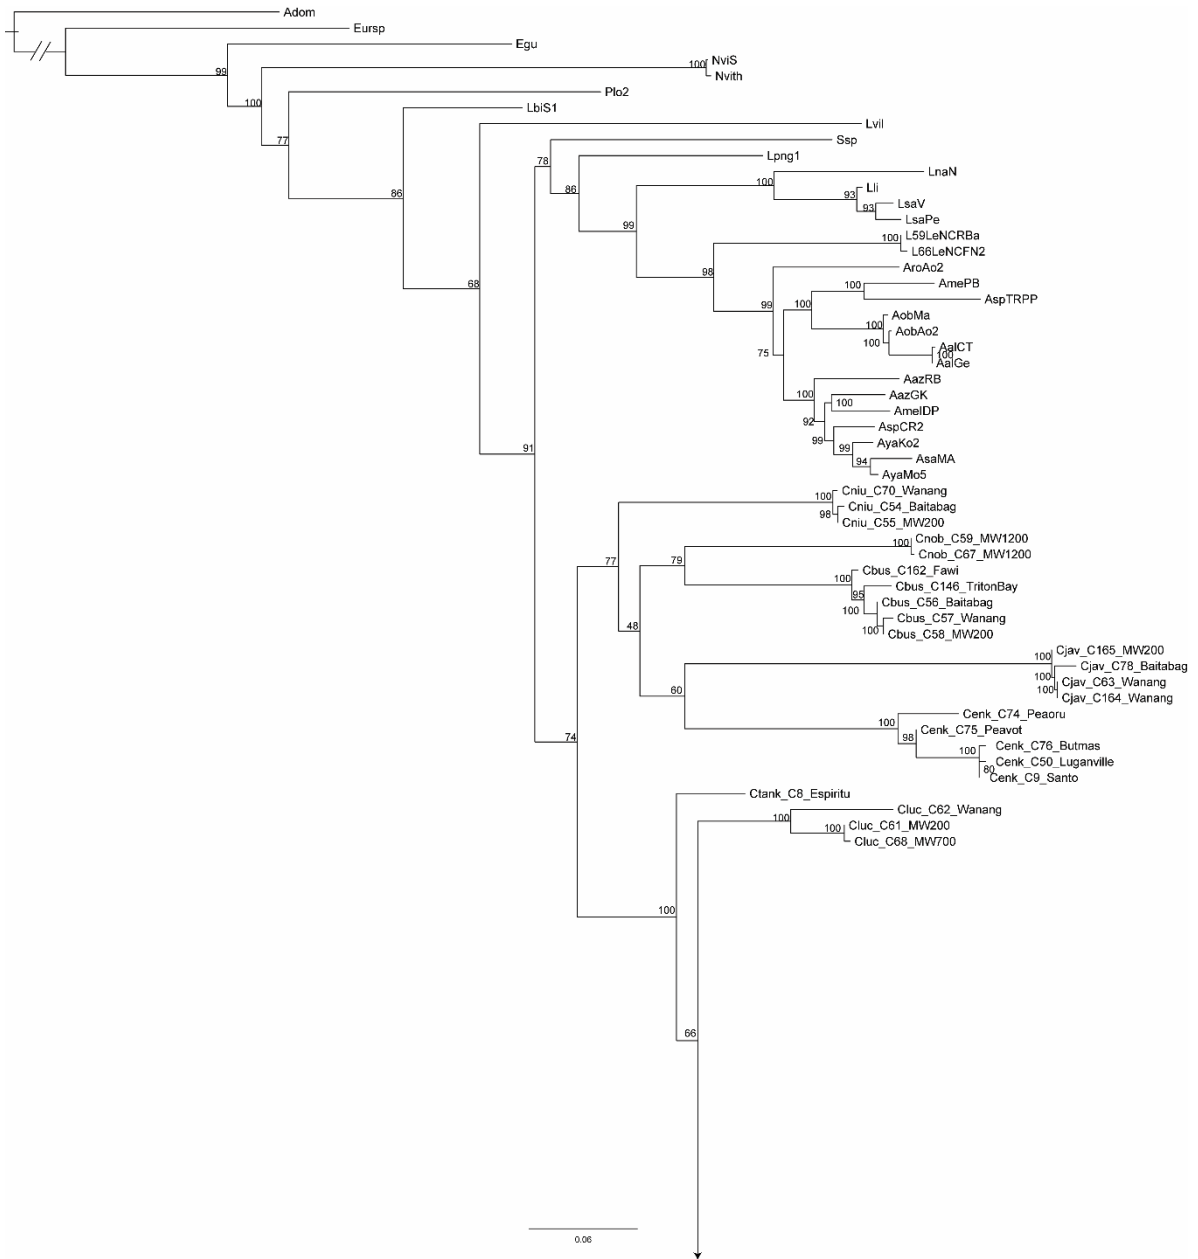 Adom
Eursp
Egu
99
NviS
100
Nvith
100
Plo2
77
LbiS1
86
Lvil
68
Ssp
78
Lpng1
86
LnaN
100
Lli
93
LsaV
93
LsaPe
99
L59LeNCRBa
100
L66LeNCFN2
98
AroAo2
99
AmePB
100
AspTRPP
100
AobMa
100
AobAo2
100
AalCT
100
AalGe
75
AazRB
100
AazGK
100
AmeIDP
92
AspCR2
99
AyaKo2
99
AsaMA
94
AyaMo5
91
Cniu_C70_Wanang
100
Cniu_C54_Baitabag
98
Cniu_C55_MW200
77
Cnob_C59_MW1200
100
Cnob_C67_MW1200
79
Cbus_C162_Fawi
100
Cbus_C146_TritonBay
95
Cbus_C56_Baitabag
100
Cbus_C57_Wanang
100
Cbus_C58_MW200
48
Cjav_C165_MW200
100
Cjav_C78_Baitabag
100
Cjav_C63_Wanang
100
Cjav_C164_Wanang
60
Cenk_C74_Peaoru
100
Cenk_C75_Peavot
98
Cenk_C76_Butmas
100
Cenk_C50_Luganville
80
Cenk_C9_Santo
74
Ctank_C8_Espiritu
Cluc_C62_Wanang
100
Cluc_C61_MW200
100
Cluc_C68_MW700
100
66
0.06